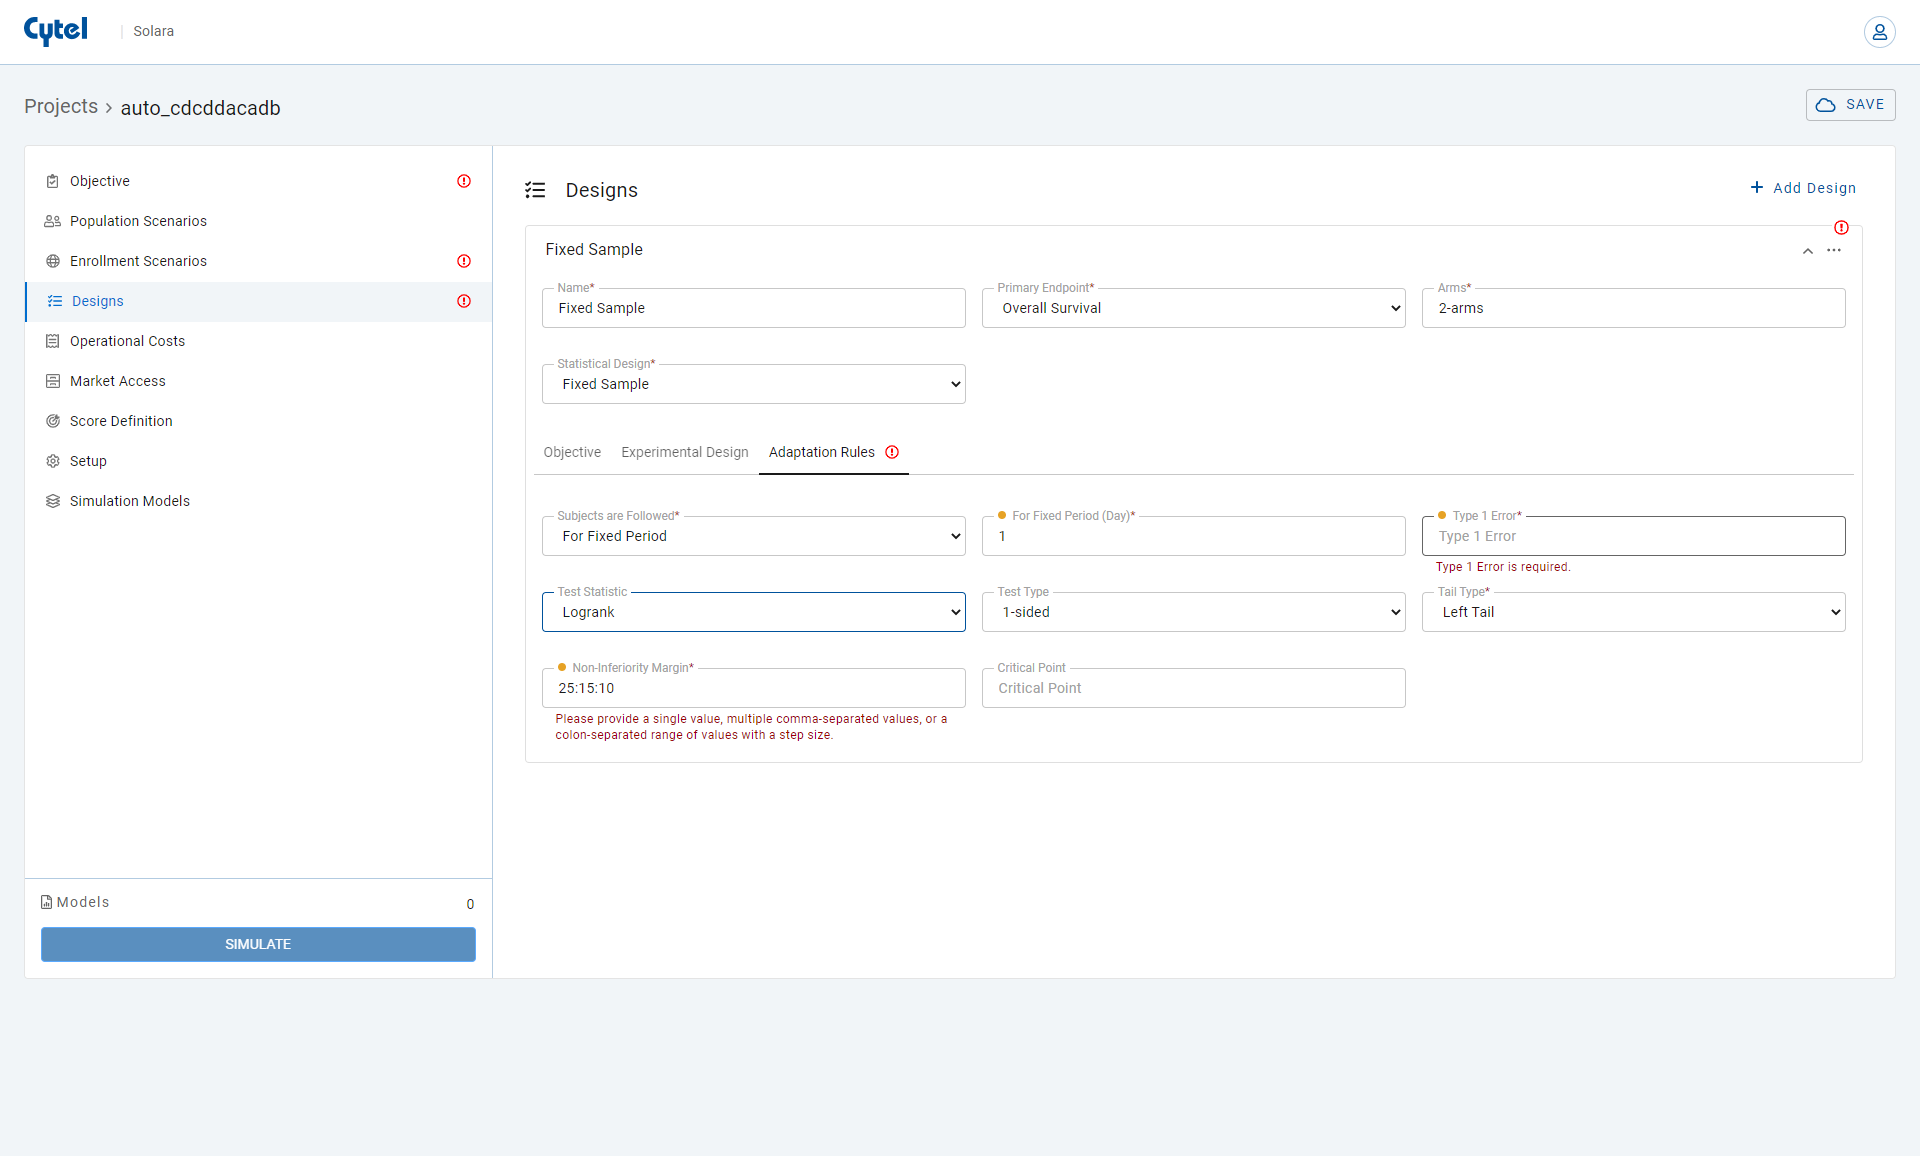 Cytel | Solara
Projects > auto_cdcddacadb
SAVE
Objective
Population Scenarios
Enrollment Scenarios
Designs
Operational Costs
Market Access
Score Definition
Setup
Simulation Models
Models 0
SIMULATE
Designs
+ Add Design
Fixed Sample
Name*
Fixed Sample
Primary Endpoint*
Overall Survival
Arms*
2-arms
Statistical Design*
Fixed Sample
Objective Experimental Design Adaptation Rules
Subjects are Followed*
For Fixed Period
For Fixed Period (Day)*
1
Type 1 Error*
Type 1 Error
Type 1 Error is required.
Test Statistic
Logrank
Test Type
1-sided
Tail Type*
Left Tail
Non-Inferiority Margin*
25:15:10
Please provide a single value, multiple comma-separated values, or a
colon-separated range of values with a step size.
Critical Point
Critical Point